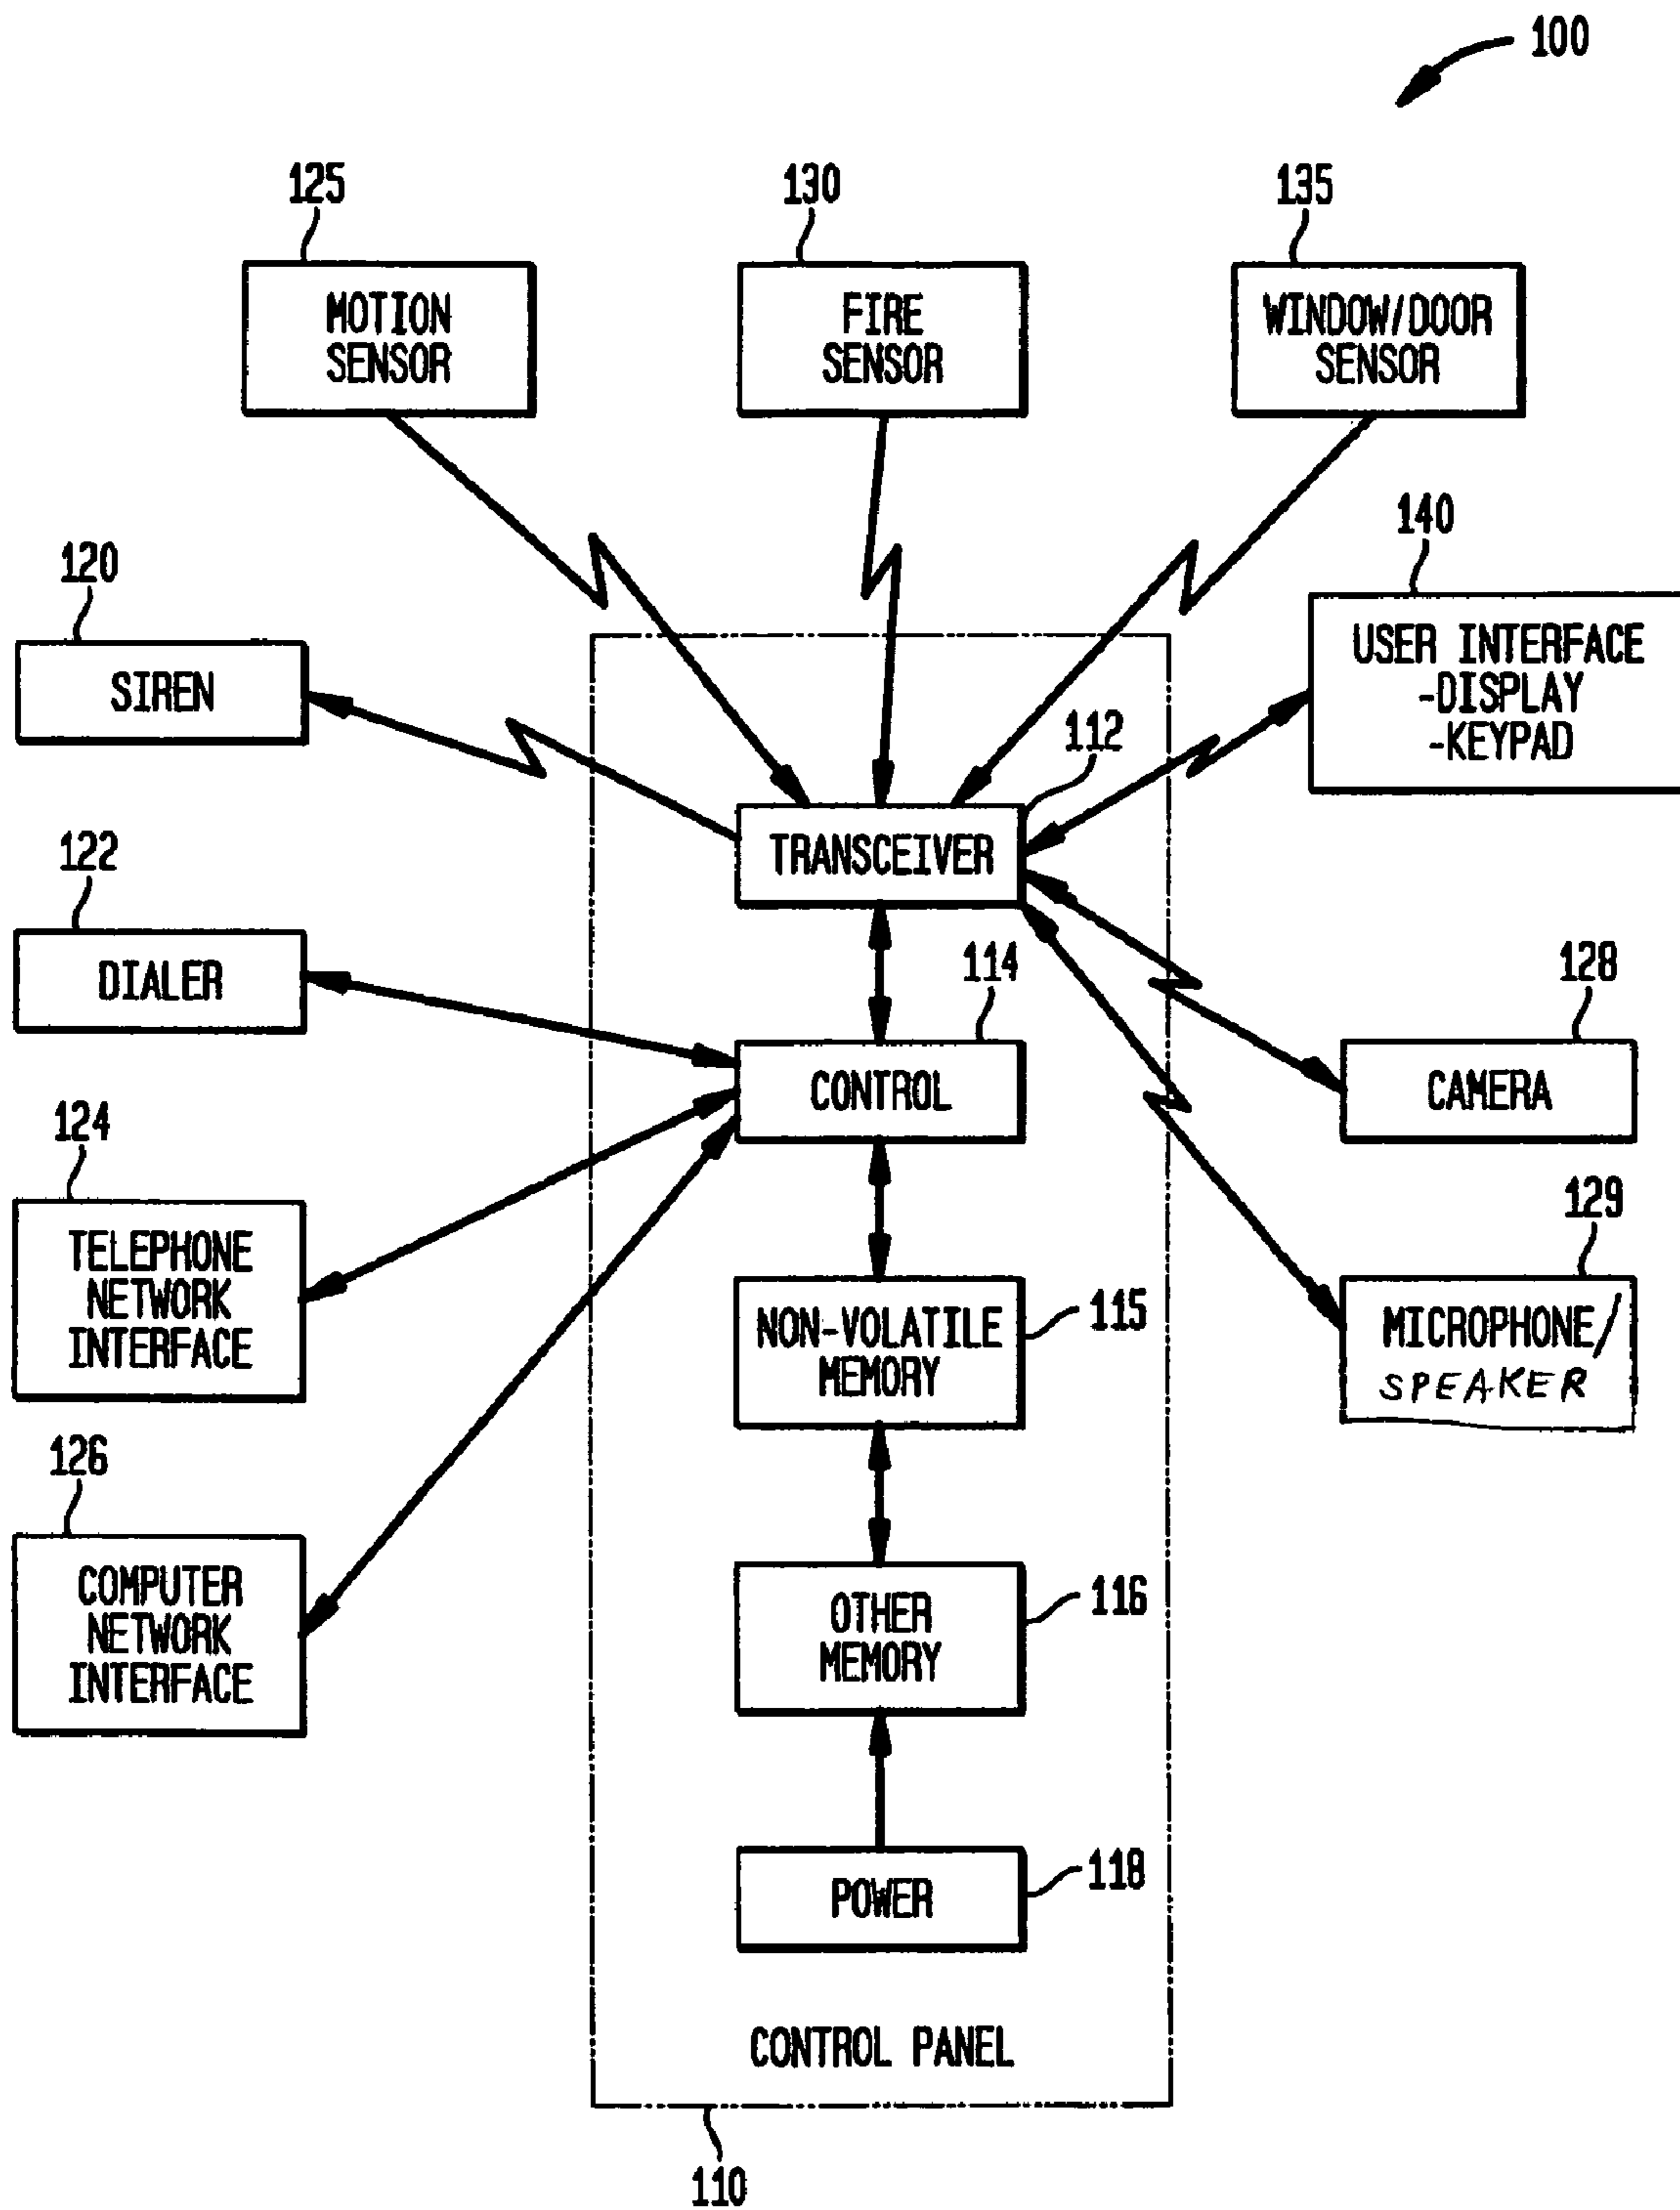 100
125
130
135
MOTION
SENSOR
FIRE
SENSOR
WINDOW/DOOR
SENSOR
140
120
SIREN
USER INTERFACE
-DISPLAY
-KEYPAD
112
TRANSCEIVER
122
DIALER
114
128
CONTROL
CAMERA
124
129
TELEPHONE
NETWORK
INTERFACE
NON-VOLATILE
MEMORY
115
MICROPHONE/
SPEAKER
126
COMPUTER
NETWORK
INTERFACE
OTHER
MEMORY
116
POWER
118
CONTROL PANEL
110